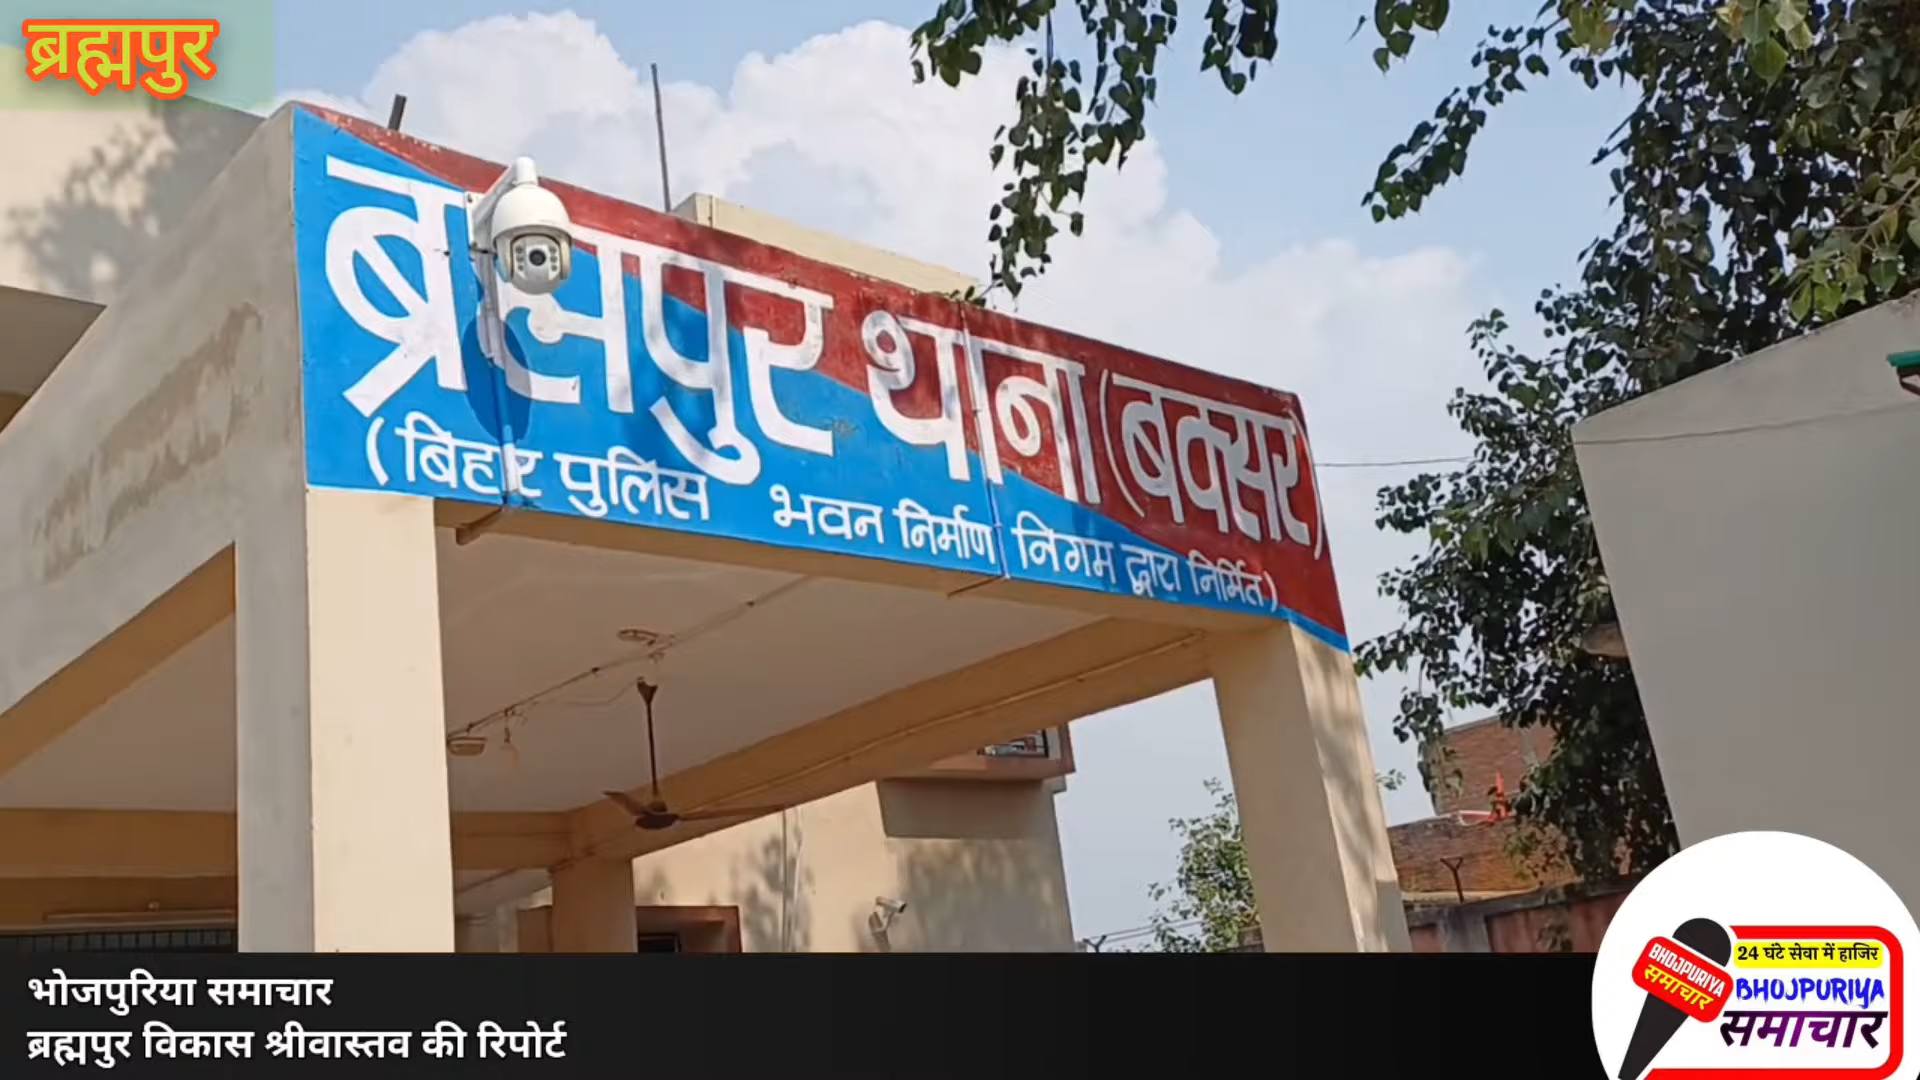 ब्रह्मपुर
ब्रह्मपुर थाना (बक्सर)
(बिहार पुलिस भवन निर्माण निगम द्वारा निर्मित)
भोजपुरिया समाचार
ब्रह्मपुर विकास श्रीवास्तव की रिपोर्ट
24 घंटे सेवा में हाजिर
BHOJPURIYA
समाचार
BHOJPURIYA
समाचार